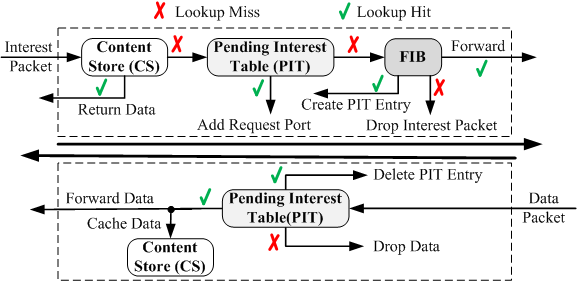 Lookup Miss
Lookup Hit
Interest
Packet
Content
Store (CS)
Pending Interest
Table (PIT)
FIB
Forward
Return Data
Create PIT Entry
Add Request Port
Drop Interest Packet
Forward Data
Cache Data
Content
Store (CS)
Pending Interest
Table(PIT)
Delete PIT Entry
Data
Packet
Drop Data